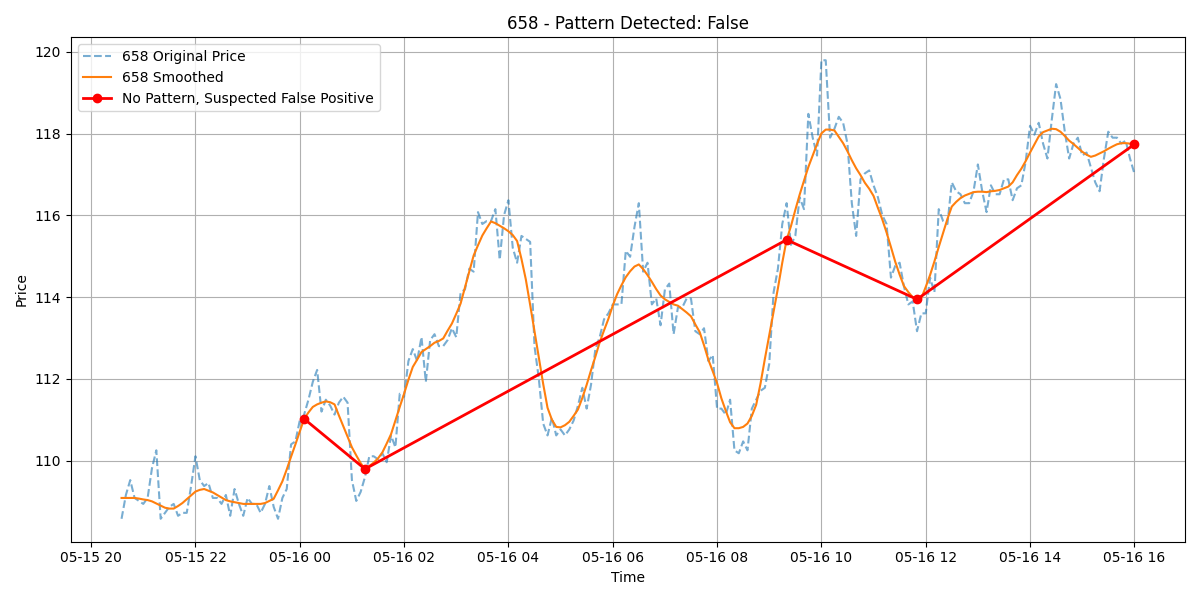 658 - Pattern Detected: False
658 Original Price
658 Smoothed
No Pattern, Suspected False Positive
Price
120
118
116
114
112
110
05-15 20 05-15 22 05-16 00 05-16 02 05-16 04 05-16 06 05-16 08 05-16 10 05-16 12 05-16 14 05-16 16
Time